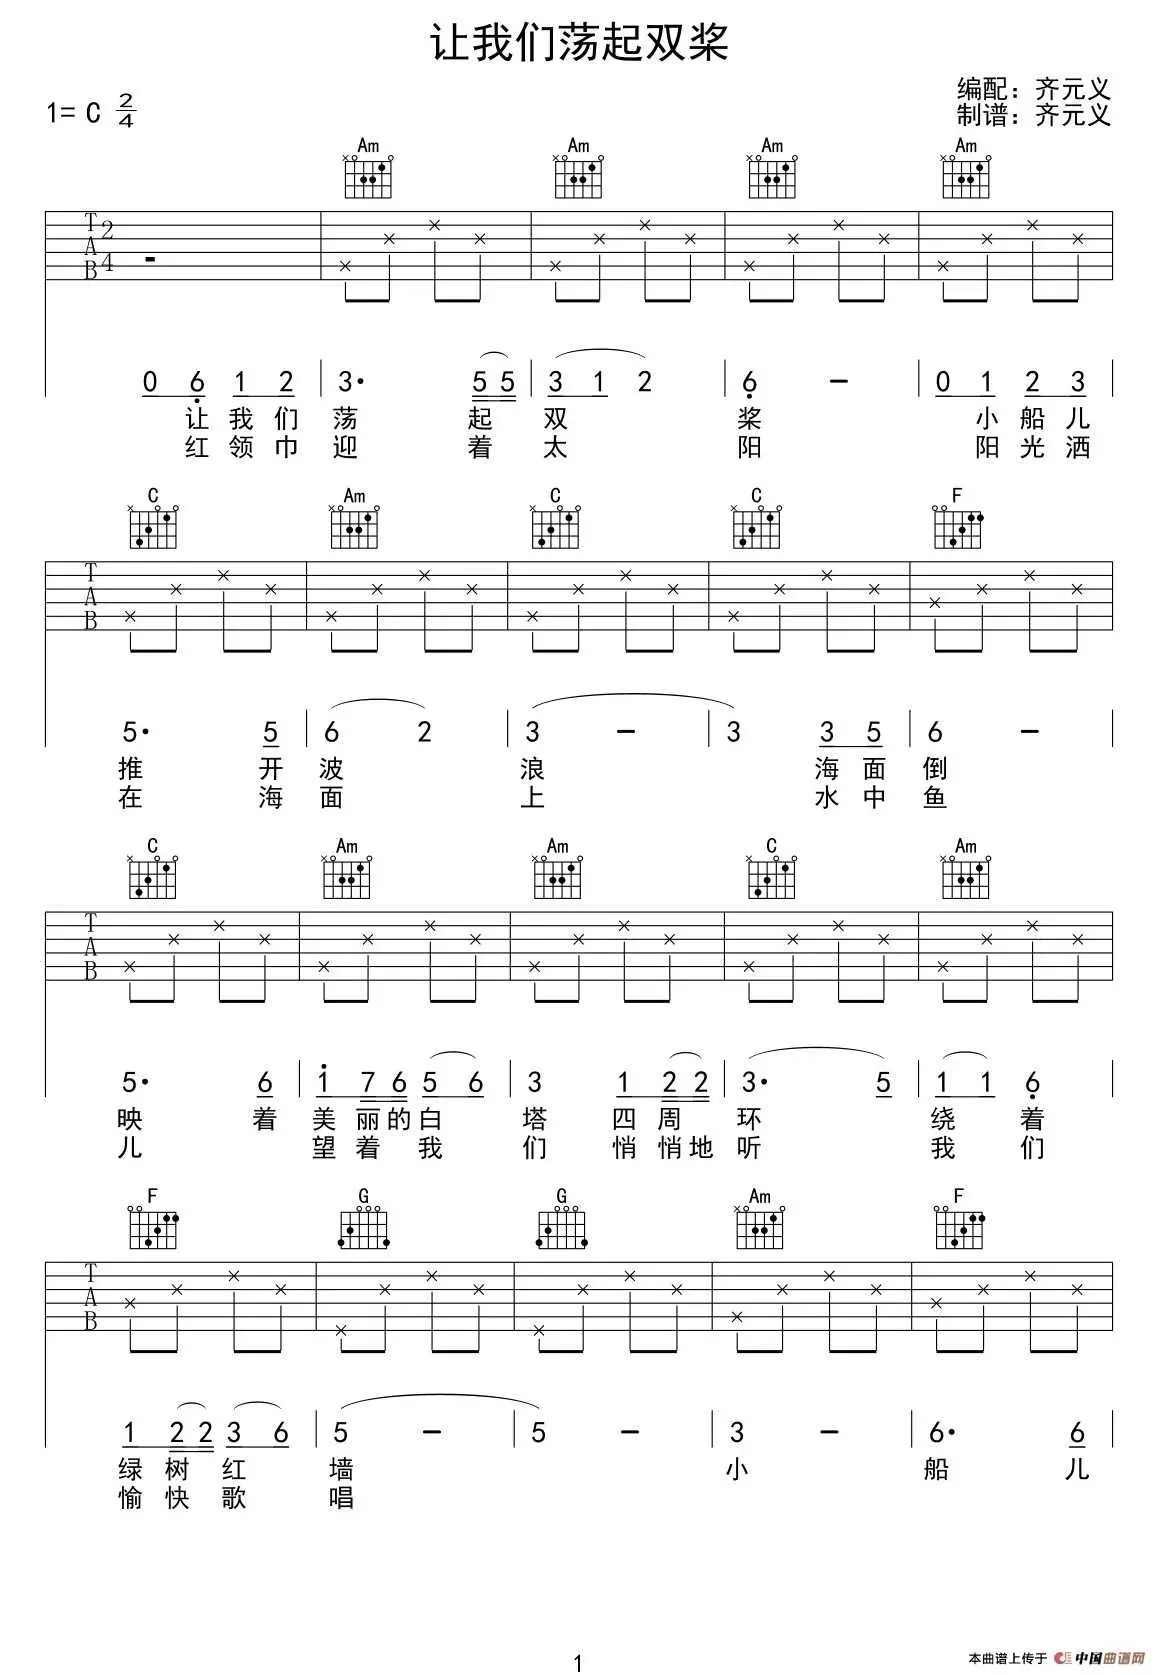 让我们荡起双桨
1= C 2/4
编配：齐元义
制谱：齐元义
Am Am Am Am
T A B 2 4
0 6 1 2 3· 5 5 3 1 2 6 - 0 1 2 3
让我们荡起双桨小船儿
红领巾迎着太阳阳光洒
C Am C C F
T A B
5· 5 6 2 3 - 3 3 5 6 -
推开波浪海面倒
在海面上水中鱼
C Am Am C Am
T A B
5· 6 1 7 6 5 6 3 1 2 2 3· 5 1 1 6
映着美丽的白塔四周环绕着
儿望着我们悄悄地听我们
F G G Am F
T A B
1 2 2 3 6 5 - 5 - 3 - 6· 6
绿树红墙小船儿
愉快歌唱
1
本曲谱上传于 中国曲谱网